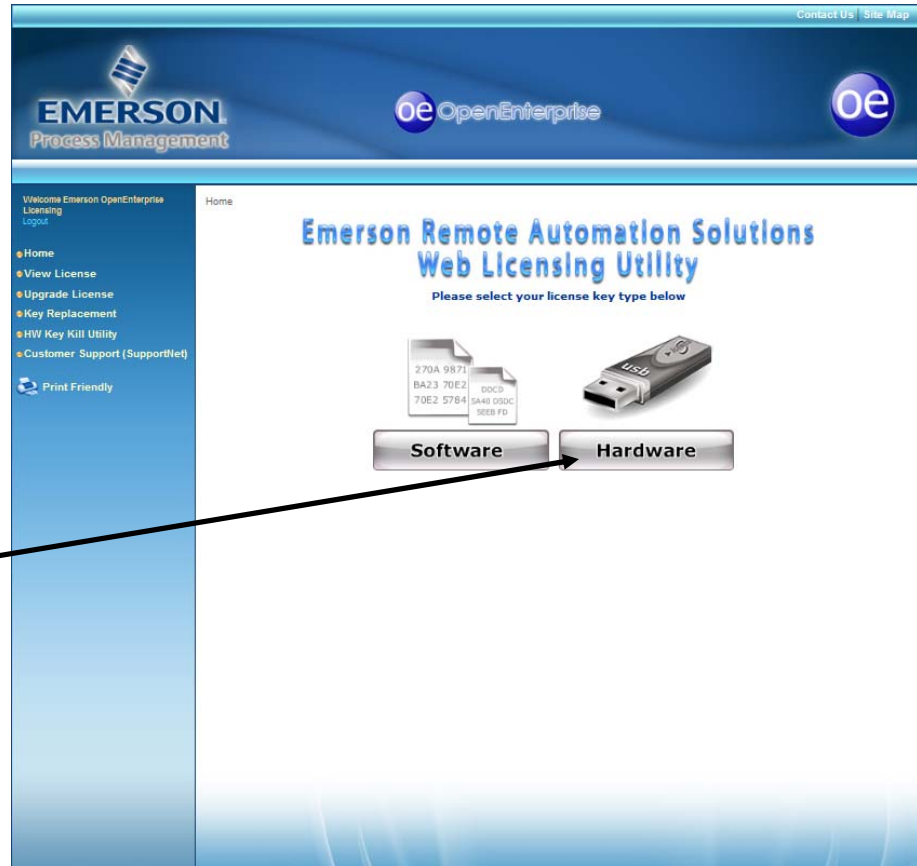 Contact Us | Site Map
EMERSON
Process Management
oe OpenEnterprise
oe
Welcome Emerson OpenEnterprise
Licensing
Logout
Home
View License
Upgrade License
Key Replacement
HW Key Kill Utility
Customer Support (SupportNet)
Print Friendly
Home
Emerson Remote Automation Solutions
Web Licensing Utility
Please select your license key type below
270A 9871
BA23 70E2
70E2 5784
DDCD
5A48 D5DC
5EEB FD
usb
Software
Hardware